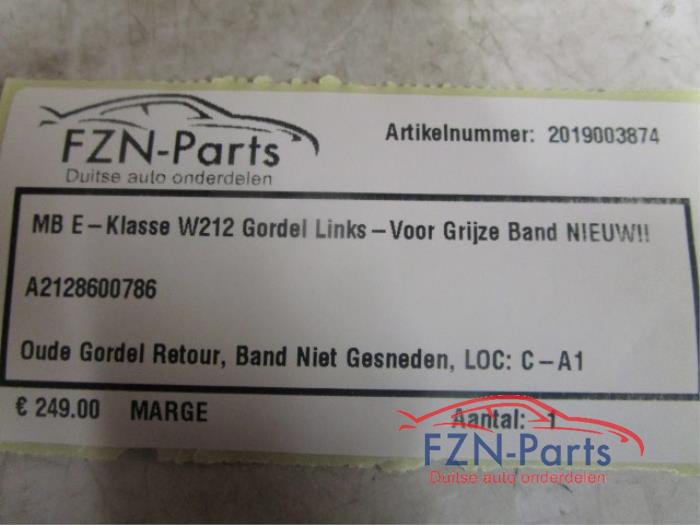 FZN-Parts
Duitse auto onderdelen
Artikelnummer: 2019003874
MB E-Klasse W212 Gordel Links-Voor Grijze Band NIEUW!!
A2128600786
Oude Gordel Retour, Band Niet Gesneden, LOC: C-A1
€ 249.00 MARGE Aantal: 1
FZN-Parts
Duitse auto onderdelen